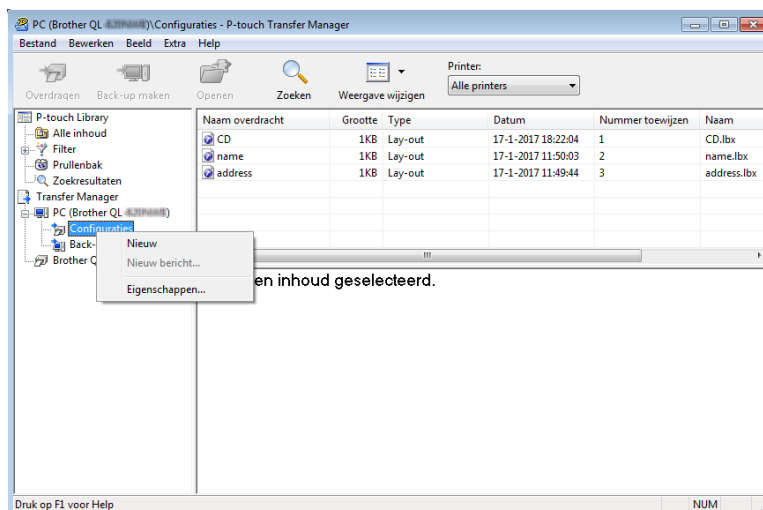 PC (Brother QL )\Configuraties - P-touch Transfer Manager
Bestand Bewerken Beeld Extra Help
Overdragen Back-up maken Openen Zoeken Weergave wijzigen
Printer:
Alle printers
P-touch Library
Alle inhoud
Filter
Prullenbak
Zoekresultaten
Transfer Manager
PC (Brother QL )
Configuraties
Back-
Brother Q
Nieuw
Nieuw bericht...
Eigenschappen...
Naam overdracht Grootte Type Datum Nummer toewijzen Naam
CD 1KB Lay-out 17-1-2017 18:22:04 1 CD.lbx
name 1KB Lay-out 17-1-2017 11:50:03 2 name.lbx
address 1KB Lay-out 17-1-2017 11:49:44 3 address.lbx
en inhoud geselecteerd.
Druk op F1 voor Help NUM